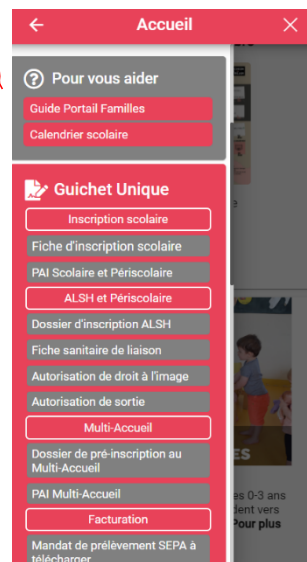 Accueil
Pour vous aider
Guide Portail Familles
Calendrier scolaire
Guichet Unique
Inscription scolaire
Fiche d'inscription scolaire
PAI Scolaire et Périscolaire
ALSH et Périscolaire
Dossier d'inscription ALSH
Fiche sanitaire de liaison
Autorisation de droit à l'image
Autorisation de sortie
Multi-Accueil
Dossier de pré-inscription au
Multi-Accueil
PAI Multi-Accueil
Facturation
Mandat de prélèvement SEPA à
télécharger
ES
es 0-3 ans
dent vers
Pour plus